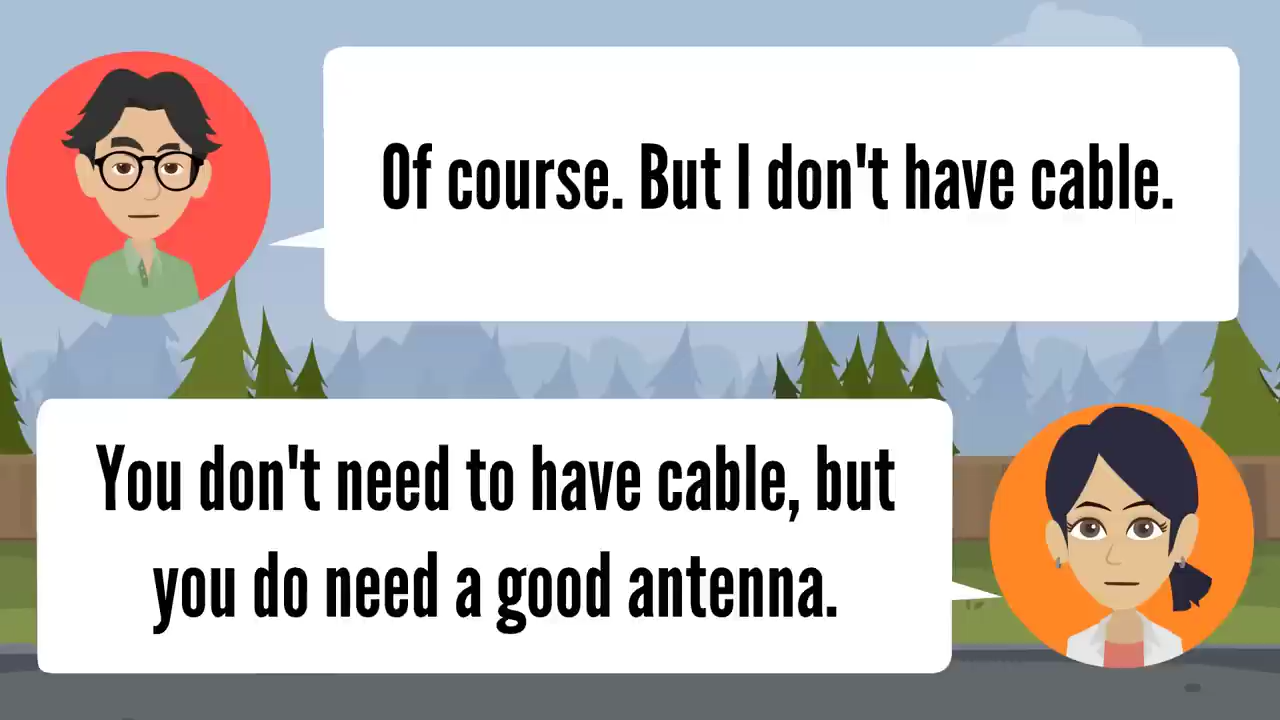 Of course. But I don't have cable.
You don't need to have cable, but
you do need a good antenna.